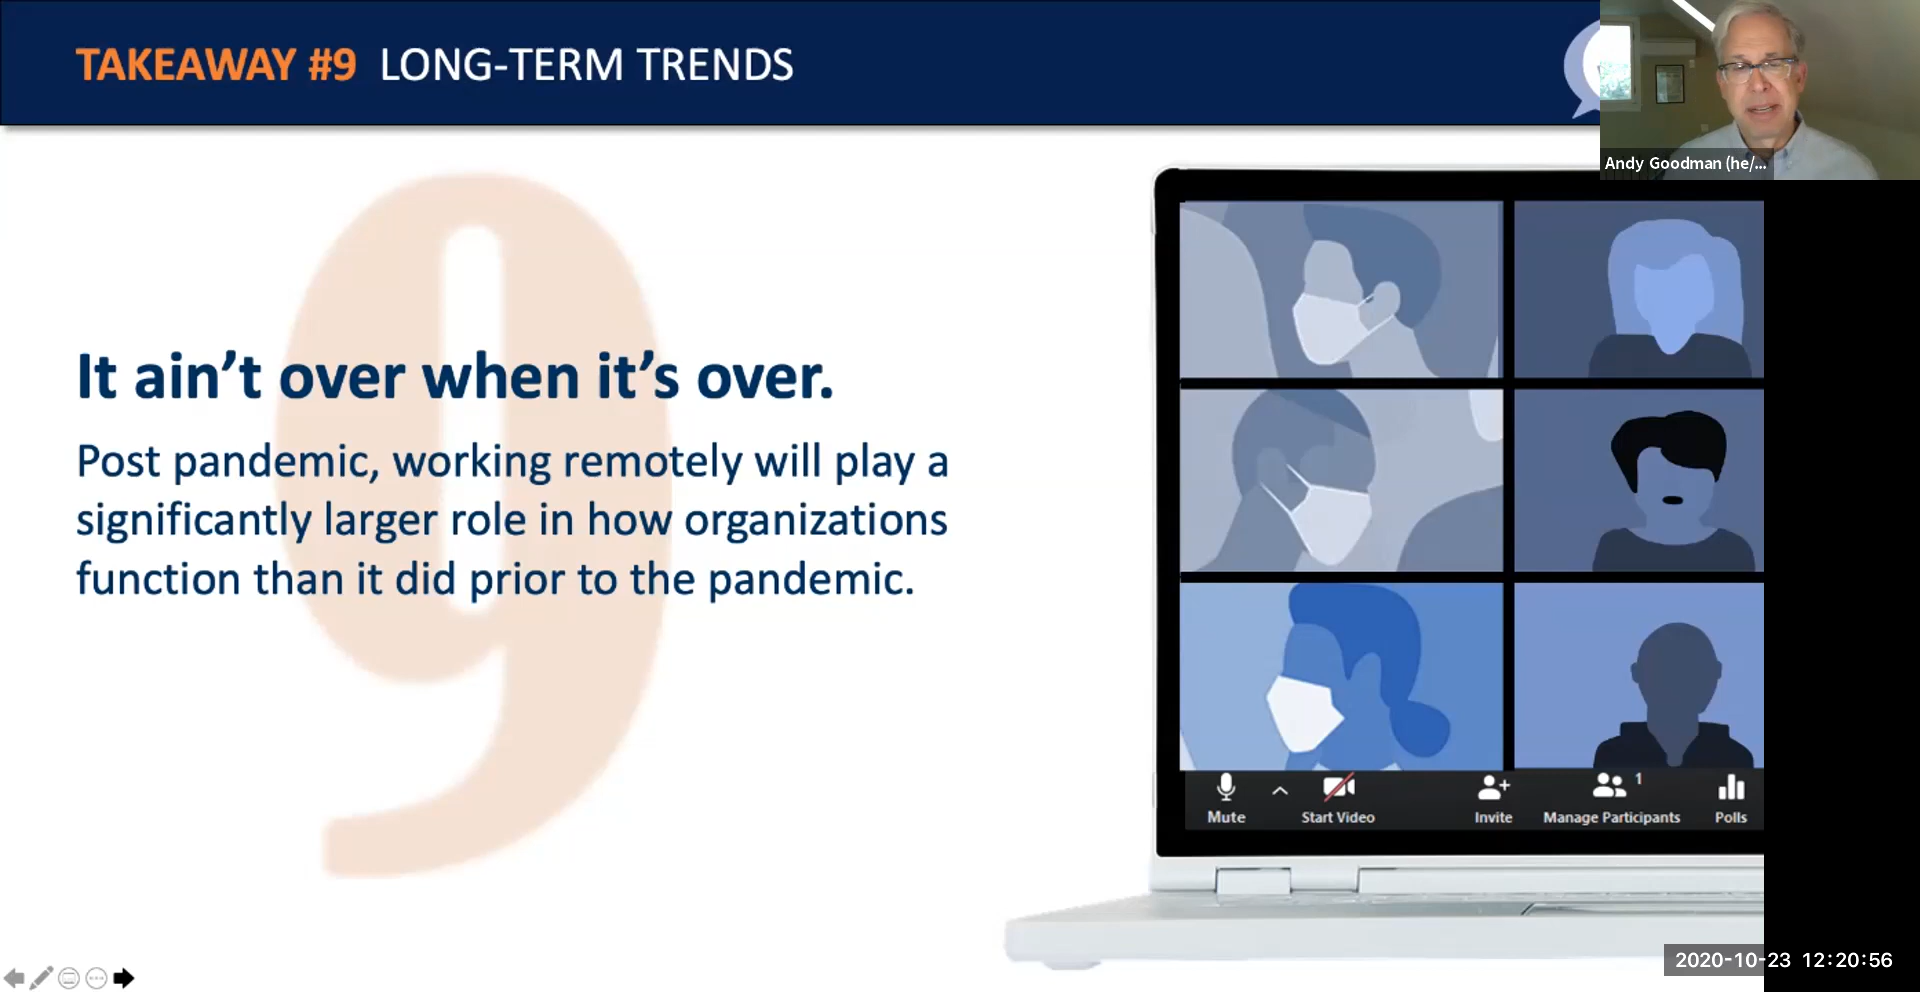 TAKEAWAY #9 LONG-TERM TRENDS
Andy Goodman (he/...
9
It ain’t over when it’s over.
Post pandemic, working remotely will play a
significantly larger role in how organizations
function than it did prior to the pandemic.
1
Mute
Start Video
Invite
Manage Participants
Polls
2020-10-23 12:20:56